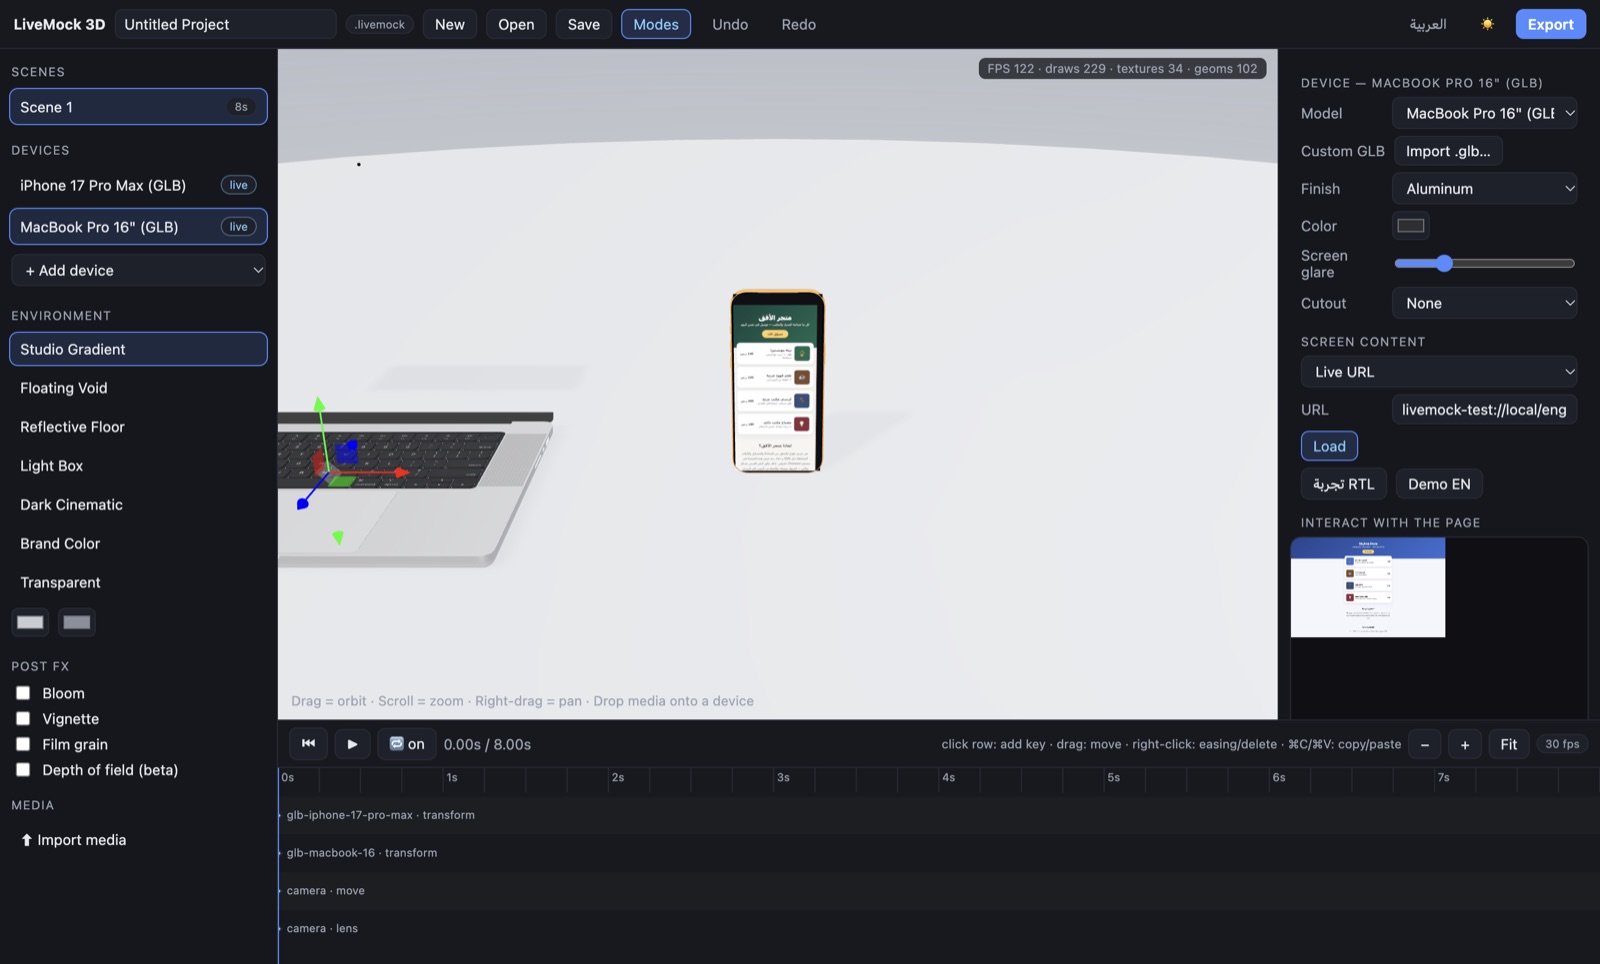 LiveMock 3D
Untitled Project
.livemock
New
Open
Save
Modes
Undo
Redo
العربية
Export
SCENES
Scene 1
8s
DEVICES
iPhone 17 Pro Max (GLB)
live
MacBook Pro 16" (GLB)
live
+ Add device
ENVIRONMENT
Studio Gradient
Floating Void
Reflective Floor
Light Box
Dark Cinematic
Brand Color
Transparent
POST FX
Bloom
Vignette
Film grain
Depth of field (beta)
MEDIA
Import media
FPS 122 · draws 229 · textures 34 · geoms 102
متجر الأفق
Drag = orbit · Scroll = zoom · Right-drag = pan · Drop media onto a device
DEVICE — MACBOOK PRO 16" (GLB)
Model
MacBook Pro 16" (GLE
Custom GLB
Import .glb...
Finish
Aluminum
Color
Screen
glare
Cutout
None
SCREEN CONTENT
Live URL
URL
livemock-test://local/eng
Load
تجربة RTL
Demo EN
INTERACT WITH THE PAGE
on
0.00s / 8.00s
click row: add key · drag: move · right-click: easing/delete · ⌘C/⌘V: copy/paste
−
+
Fit
30 fps
0s
1s
2s
3s
4s
5s
6s
7s
glb-iphone-17-pro-max · transform
glb-macbook-16 · transform
camera · move
camera · lens